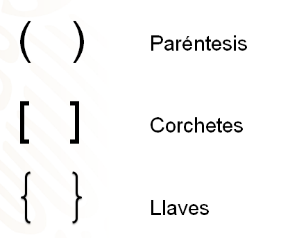 ( ) Paréntesis
[ ] Corchetes
{ } Llaves